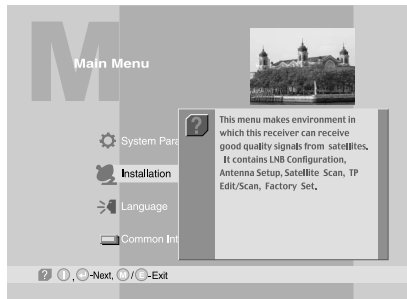 M
Main Menu
System Para
Installation
Language
Common Int
?
This menu makes environment in
which this receiver can receive
good quality signals from satellites.
It contains LNB Configuration,
Antenna Setup, Satellite Scan, TP
Edit/Scan, Factory Set.
? , -Next, M / E -Exit